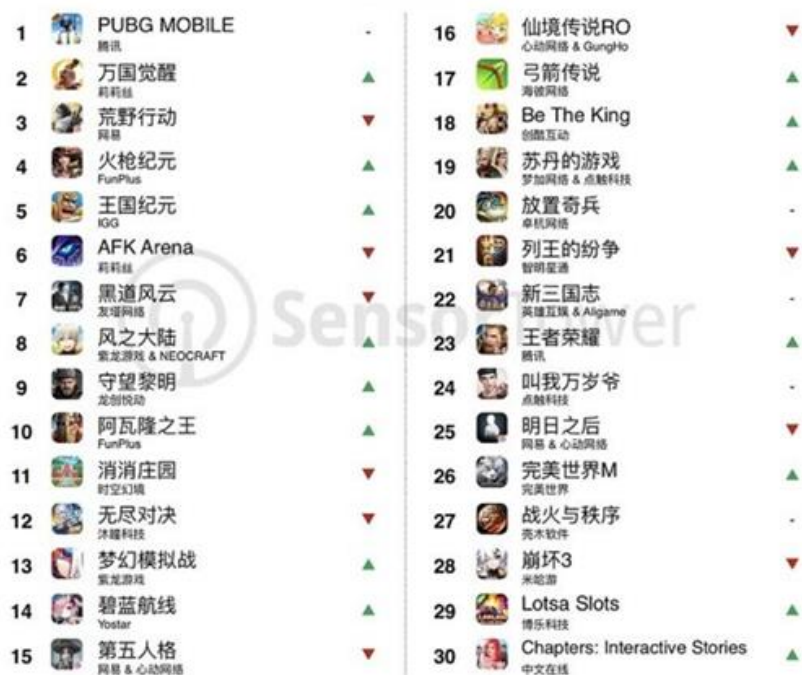 1
PUBG MOBILE
腾讯
-
2
万国觉醒
莉莉丝
▲
3
荒野行动
网易
▼
4
火枪纪元
FunPlus
▲
5
王国纪元
IGG
▲
6
AFK Arena
莉莉丝
▼
7
黑道风云
友塔网络
▼
8
风之大陆
紫龙游戏 & NEOCRAFT
▲
9
守望黎明
龙创悦动
▲
10
阿瓦隆之王
FunPlus
▲
11
消消庄园
时空幻境
▼
12
无尽对决
沐瞳科技
▼
13
梦幻模拟战
紫龙游戏
▲
14
碧蓝航线
Yostar
▲
15
第五人格
网易 & 心动网络
▼
16
仙境传说RO
心动网络 & GungHo
▼
17
弓箭传说
海彼网络
▲
18
Be The King
创酷互动
▲
19
苏丹的游戏
梦加网络 & 点触科技
▲
20
放置奇兵
卓杭网络
-
21
列王的纷争
智明星通
▼
22
新三国志
英雄互娱 & Aligame
-
23
王者荣耀
腾讯
▲
24
叫我万岁爷
点触科技
-
25
明日之后
网易 & 心动网络
▼
26
完美世界M
完美世界
▲
27
战火与秩序
壳木软件
-
28
崩坏3
米哈游
▼
29
Lotsa Slots
博乐科技
▲
30
Chapters: Interactive Stories
中文在线
▲
SensorTower